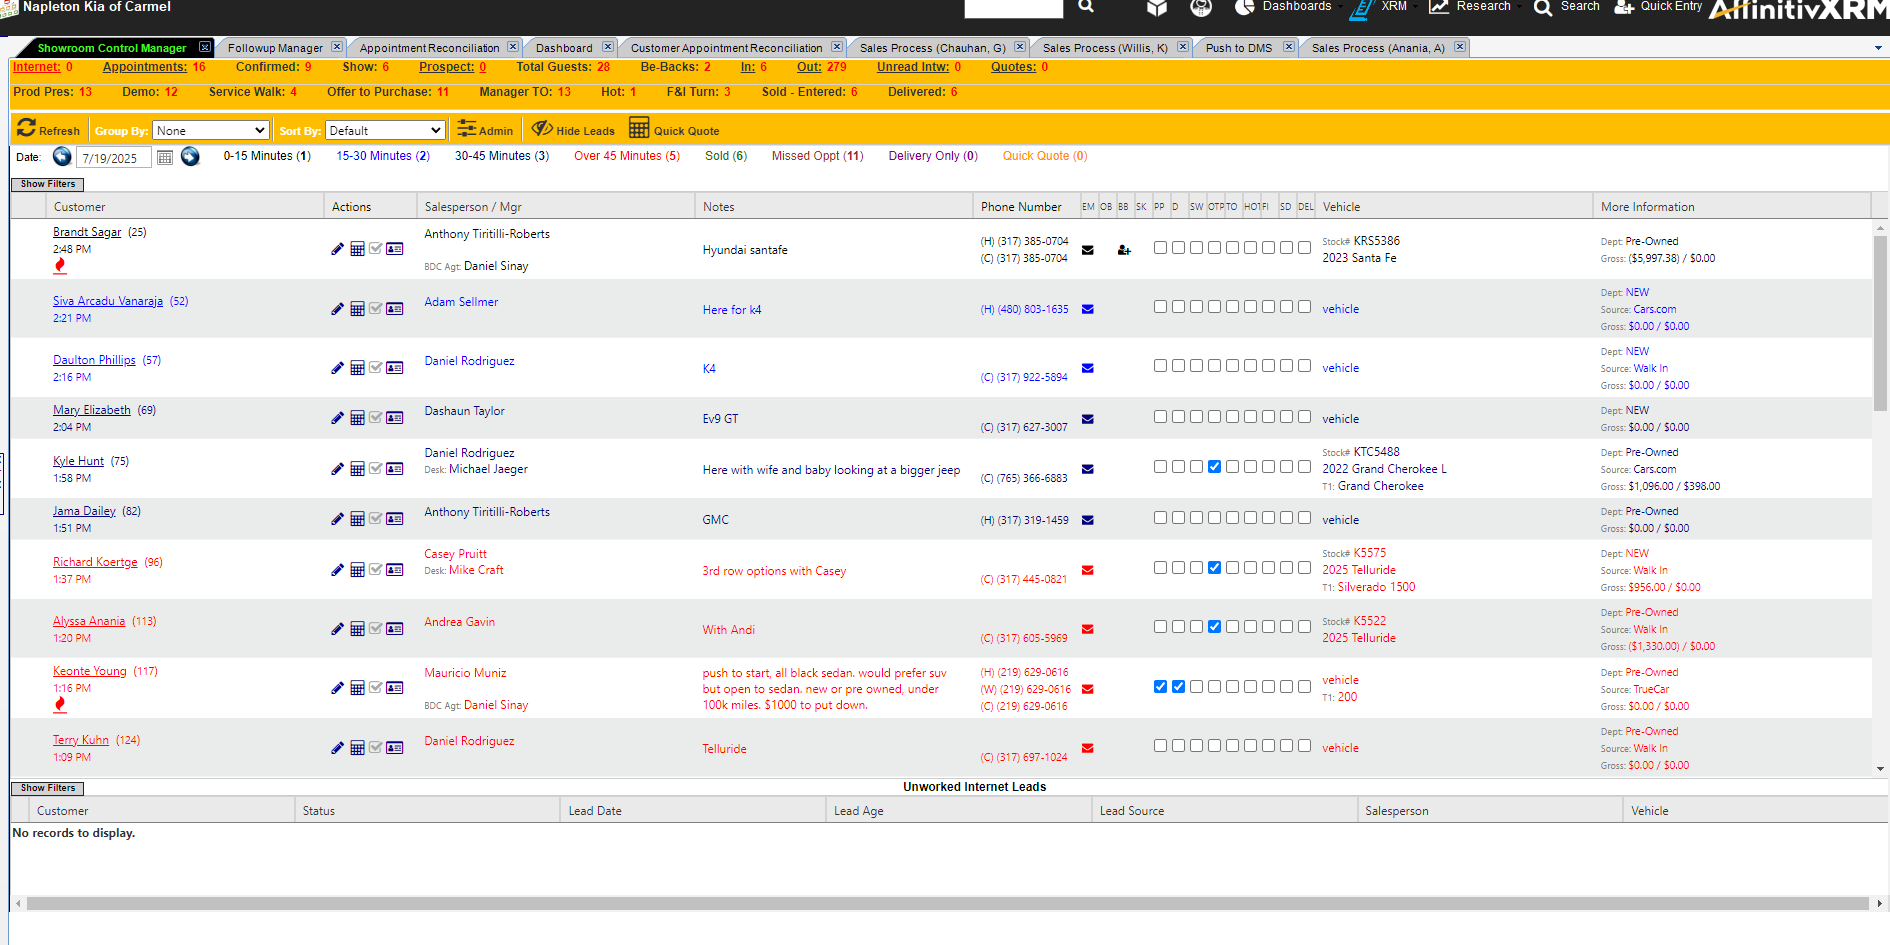 Napleton Kia of Carmel
Dashboards XRM Research Search Quick Entry AffinitivXRM
Showroom Control Manager Followup Manager Appointment Reconciliation Dashboard Customer Appointment Reconciliation Sales Process (Chauhan, G) Sales Process (Willis, K) Push to DMS Sales Process (Anania, A)
Internet: 0 Appointments: 16 Confirmed: 9 Show: 6 Prospect: 0 Total Guests: 28 Be-Backs: 2 In: 6 Out: 279 Unread Intw: 0 Quotes: 0
Prod Pres: 13 Demo: 12 Service Walk: 4 Offer to Purchase: 11 Manager TO: 13 Hot: 1 F&I Turn: 3 Sold - Entered: 6 Delivered: 6
Refresh Group By: None Sort By: Default Admin Hide Leads Quick Quote
Date: 7/19/2025 0-15 Minutes (1) 15-30 Minutes (2) 30-45 Minutes (3) Over 45 Minutes (5) Sold (6) Missed Oppt (11) Delivery Only (0) Quick Quote (0)
Show Filters
Customer Actions Salesperson / Mgr Notes Phone Number EM OB BB SK PP D SW OTP TO HOT FI SD DEL Vehicle More Information
Brandt Sagar (25)
2:48 PM
Anthony Tiritilli-Roberts
BDC Agt: Daniel Sinay
Hyundai santafe
(H) (317) 385-0704
(C) (317) 385-0704
Stock# KRS5386
2023 Santa Fe
Dept: Pre-Owned
Gross: ($5,997.38) / $0.00
Siva Arcadu Vanaraja (52)
2:21 PM
Adam Sellmer
Here for k4
(H) (480) 803-1635
vehicle
Dept: NEW
Source: Cars.com
Gross: $0.00 / $0.00
Daulton Phillips (57)
2:16 PM
Daniel Rodriguez
K4
(C) (317) 922-5894
vehicle
Dept: NEW
Source: Walk In
Gross: $0.00 / $0.00
Mary Elizabeth (69)
2:04 PM
Dashaun Taylor
Ev9 GT
(C) (317) 627-3007
vehicle
Dept: NEW
Gross: $0.00 / $0.00
Kyle Hunt (75)
1:58 PM
Daniel Rodriguez
Desk: Michael Jaeger
Here with wife and baby looking at a bigger jeep
(C) (765) 366-6883
Stock# KTC5488
2022 Grand Cherokee L
T1: Grand Cherokee
Dept: Pre-Owned
Source: Cars.com
Gross: $1,096.00 / $398.00
Jama Dailey (82)
1:51 PM
Anthony Tiritilli-Roberts
GMC
(H) (317) 319-1459
vehicle
Dept: Pre-Owned
Gross: $0.00 / $0.00
Richard Koertge (96)
1:37 PM
Casey Pruitt
Desk: Mike Craft
3rd row options with Casey
(C) (317) 445-0821
Stock# K5575
2025 Telluride
T1: Silverado 1500
Dept: NEW
Source: Walk In
Gross: $956.00 / $0.00
Alyssa Anania (113)
1:20 PM
Andrea Gavin
With Andi
(C) (317) 605-5969
Stock# K5522
2025 Telluride
Dept: Pre-Owned
Source: Walk In
Gross: ($1,330.00) / $0.00
Keonte Young (117)
1:16 PM
Mauricio Muniz
BDC Agt: Daniel Sinay
push to start, all black sedan. would prefer suv
but open to sedan. new or pre owned, under
100k miles. $1000 to put down.
(H) (219) 629-0616
(W) (219) 629-0616
(C) (219) 629-0616
vehicle
T1: 200
Dept: Pre-Owned
Source: TrueCar
Gross: $0.00 / $0.00
Terry Kuhn (124)
1:09 PM
Daniel Rodriguez
Telluride
(C) (317) 697-1024
vehicle
Dept: Pre-Owned
Source: Walk In
Gross: $0.00 / $0.00
Show Filters Unworked Internet Leads
Customer Status Lead Date Lead Age Lead Source Salesperson Vehicle
No records to display.